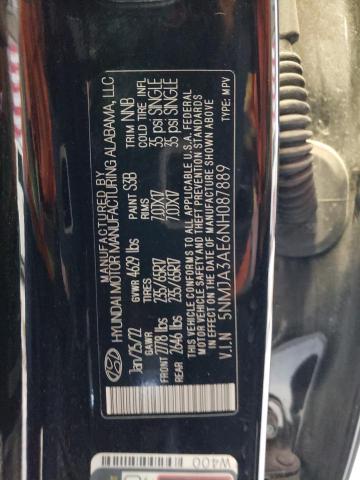 MANUFACTURED BY
HYUNDAI MOTOR MANUFACTURING ALABAMA, LLC
Jan/25/22 GVWR 4629 lbs PAINT S3B TRIM NNB
GAWR TIRES RIMS COLD TIRE INFL
FRONT 2778 lbs 235/65R17 7.0JX17 35 psi SINGLE
REAR 2646 lbs 235/65R17 7.0JX17 35 psi SINGLE
THIS VEHICLE CONFORMS TO ALL APPLICABLE U.S.A. FEDERAL
MOTOR VEHICLE SAFETY, BUMPER, AND THEFT PREVENTION STANDARDS
IN EFFECT ON THE DATE OF MANUFACTURE SHOWN ABOVE
V.I.N 5NMJA3AE6NH087889 TYPE: MPV
W400